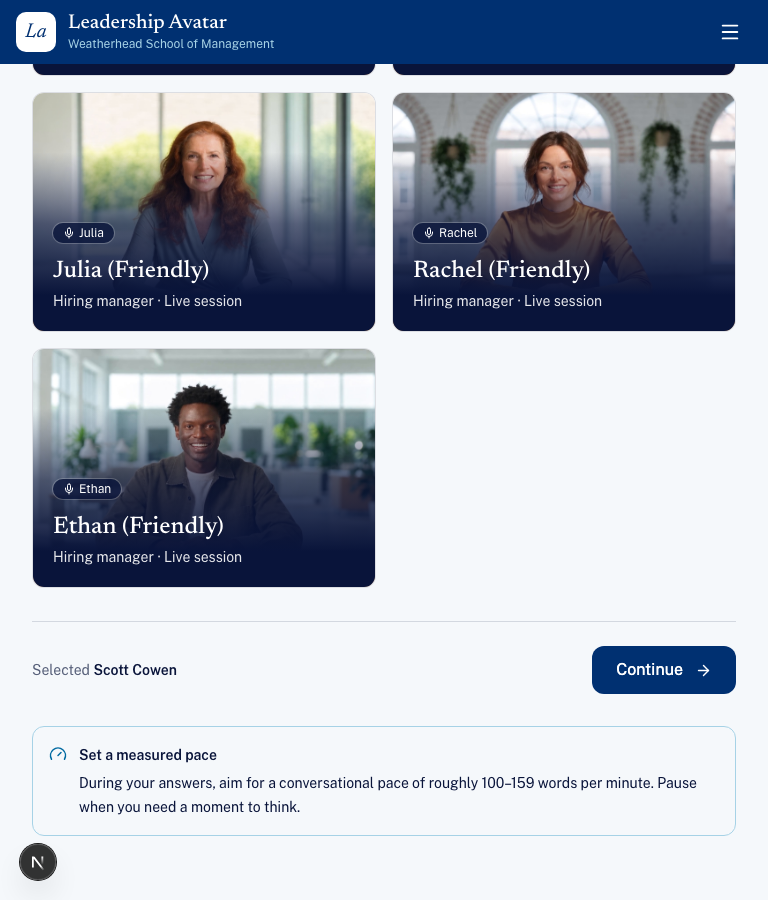 La
Leadership Avatar
Weatherhead School of Management
Julia
Julia (Friendly)
Hiring manager · Live session
Rachel
Rachel (Friendly)
Hiring manager · Live session
Ethan
Ethan (Friendly)
Hiring manager · Live session
Selected Scott Cowen
Continue
Set a measured pace
During your answers, aim for a conversational pace of roughly 100–159 words per minute. Pause
when you need a moment to think.
N